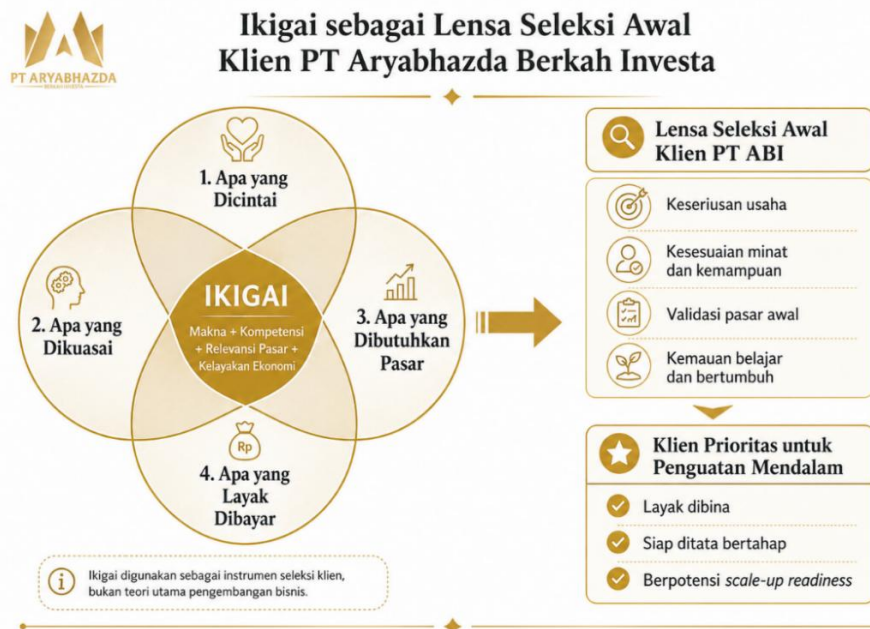 PT ARYABHAZDA
BERKAH INVESTA
Ikigai sebagai Lensa Seleksi Awal
Klien PT Aryabhazda Berkah Investa
1. Apa yang
Dicintai
2. Apa yang
Dikuasai
IKIGAI
Makna + Kompetensi
+ Relevansi Pasar +
Kelayakan Ekonomi
3. Apa yang
Dibutuhkan
Pasar
Rp
4. Apa yang
Layak
Dibayar
i
Ikigai digunakan sebagai instrumen seleksi klien,
bukan teori utama pengembangan bisnis.
Lensa Seleksi Awal
Klien PT ABI
Keseriusan usaha
Kesesuaian minat
dan kemampuan
Validasi pasar awal
Kemauan belajar
dan bertumbuh
Klien Prioritas untuk
Penguatan Mendalam
Layak dibina
Siap ditata bertahap
Berpotensi scale-up readiness